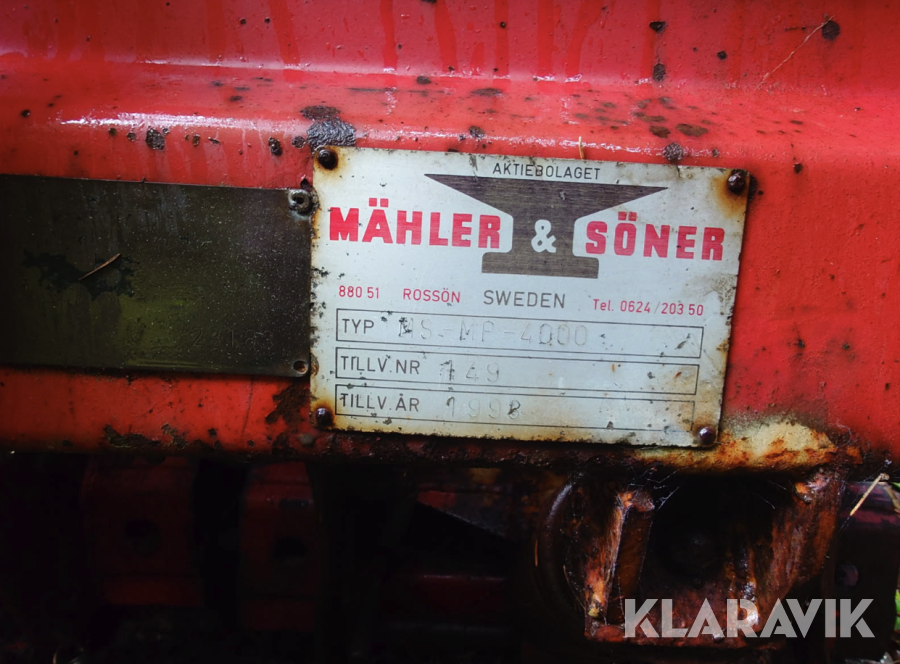 AKTIEBOLAGET
MÄHLER & SÖNER
880 51 ROSSÖN SWEDEN Tel. 0624/203 50
TYP MS-MP-4000
TILLV.NR 149
TILLV.ÅR 1998
KLARAVIK